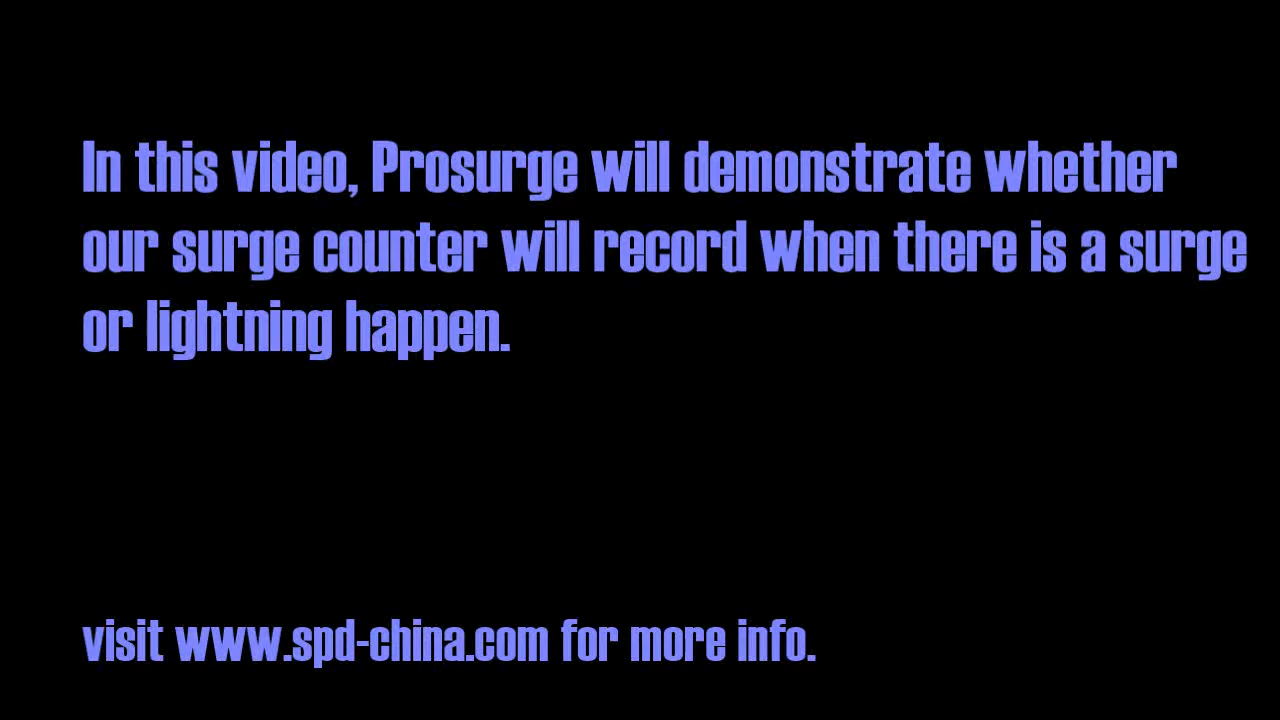 In this video, Prosurge will demonstrate whether
our surge counter will record when there is a surge
or lightning happen.
visit www.spd-china.com for more info.